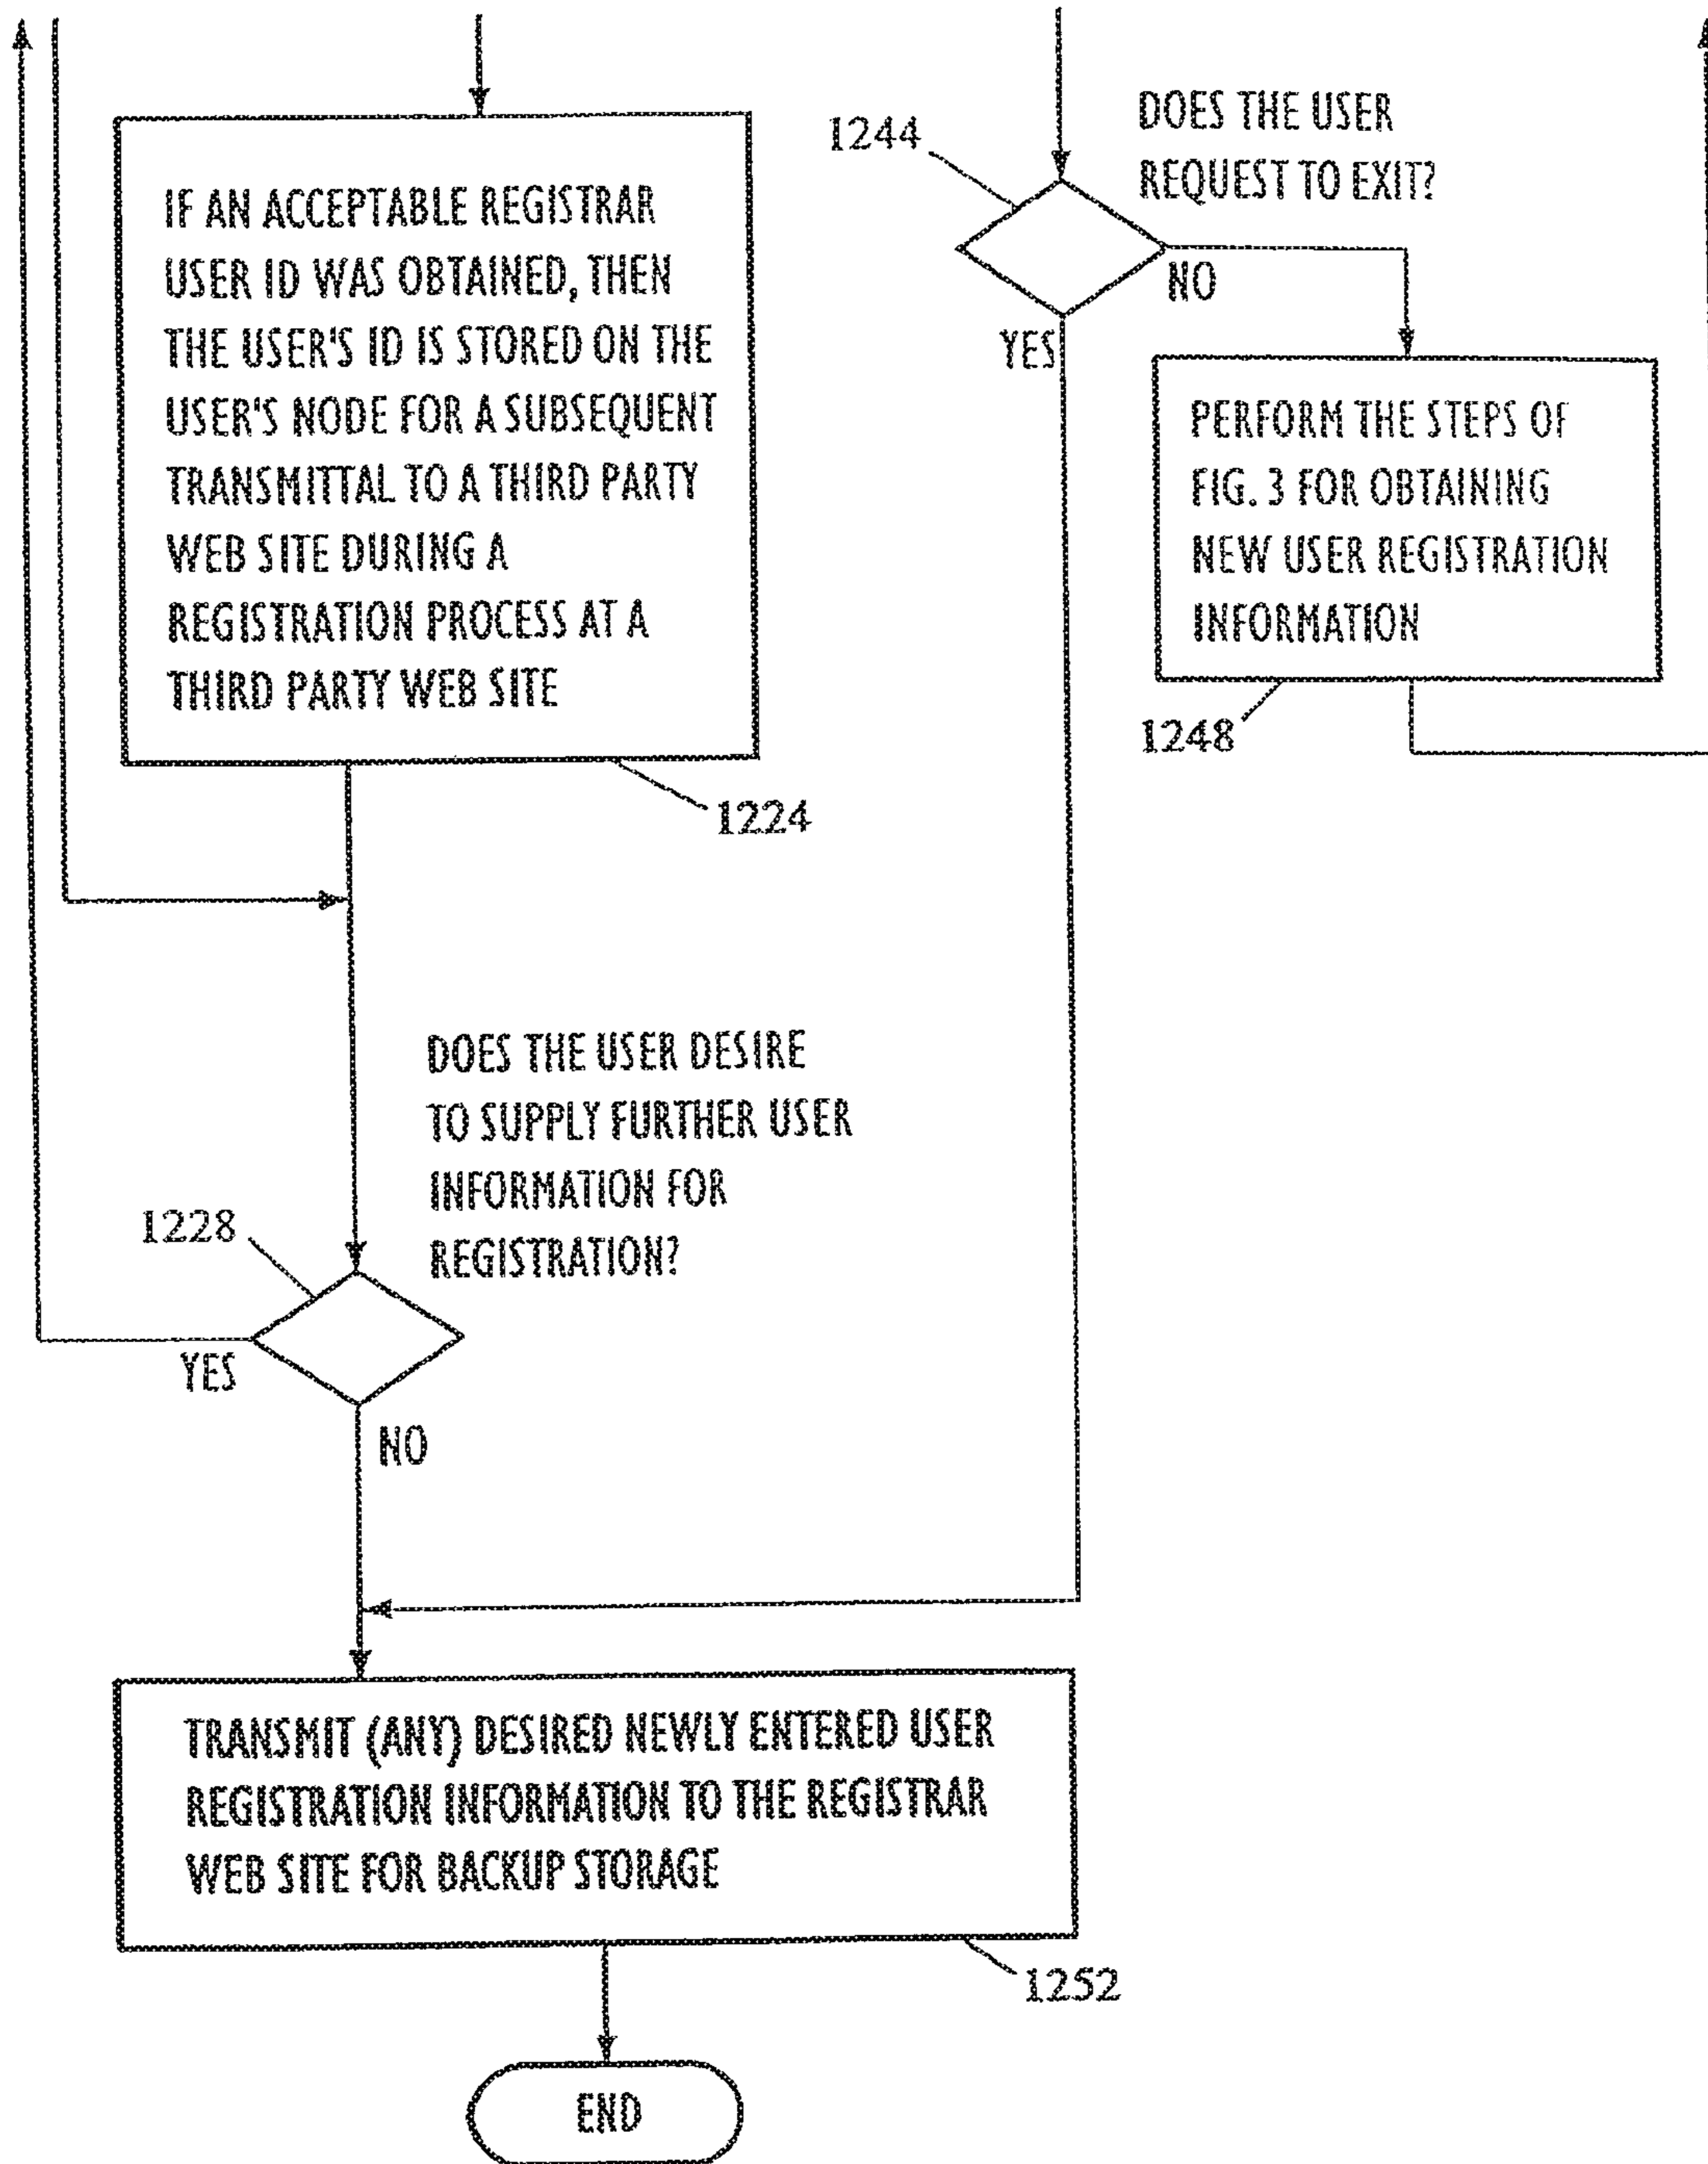 IF AN ACCEPTABLE REGISTRAR
USER ID WAS OBTAINED, THEN
THE USER'S ID IS STORED ON THE
USER'S NODE FOR A SUBSEQUENT
TRANSMITTAL TO A THIRD PARTY
WEB SITE DURING A
REGISTRATION PROCESS AT A
THIRD PARTY WEB SITE
1224
1244
DOES THE USER
REQUEST TO EXIT?
NO
YES
PERFORM THE STEPS OF
FIG. 3 FOR OBTAINING
NEW USER REGISTRATION
INFORMATION
1248
DOES THE USER DESIRE
TO SUPPLY FURTHER USER
INFORMATION FOR
REGISTRATION?
1228
YES
NO
TRANSMIT (ANY) DESIRED NEWLY ENTERED USER
REGISTRATION INFORMATION TO THE REGISTRAR
WEB SITE FOR BACKUP STORAGE
1252
END